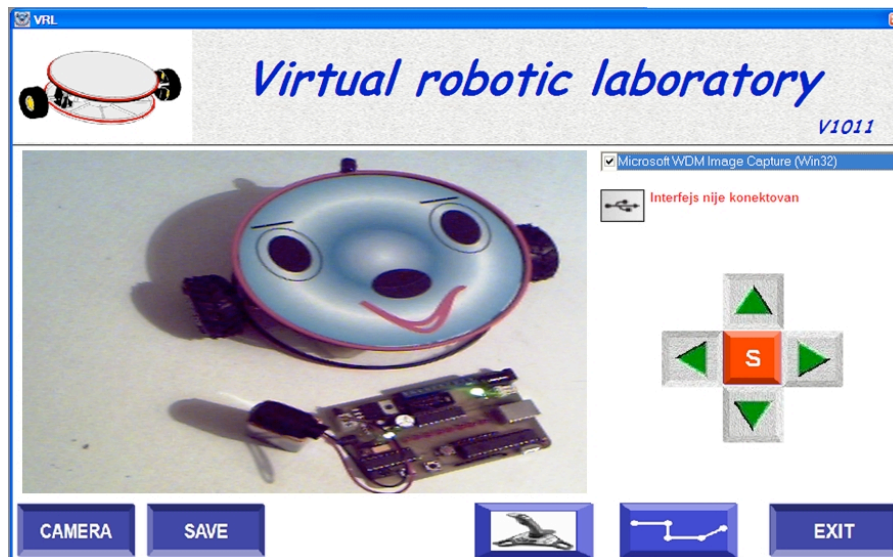 VRL
Virtual robotic laboratory
V1011
Microsoft WDM Image Capture (Win32)
Interfejs nije konektovan
S
CAMERA
SAVE
EXIT